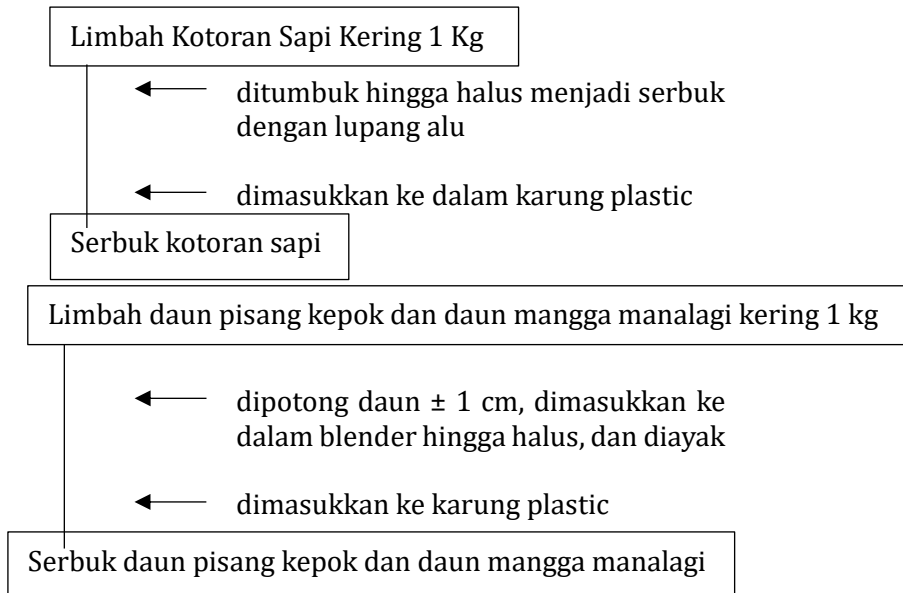 Limbah Kotoran Sapi Kering 1 Kg
ditumbuk hingga halus menjadi serbuk
dengan lupang alu
dimasukkan ke dalam karung plastic
Serbuk kotoran sapi
Limbah daun pisang kepok dan daun mangga manalagi kering 1 kg
dipotong daun ± 1 cm, dimasukkan ke
dalam blender hingga halus, dan diayak
dimasukkan ke karung plastic
Serbuk daun pisang kepok dan daun mangga manalagi